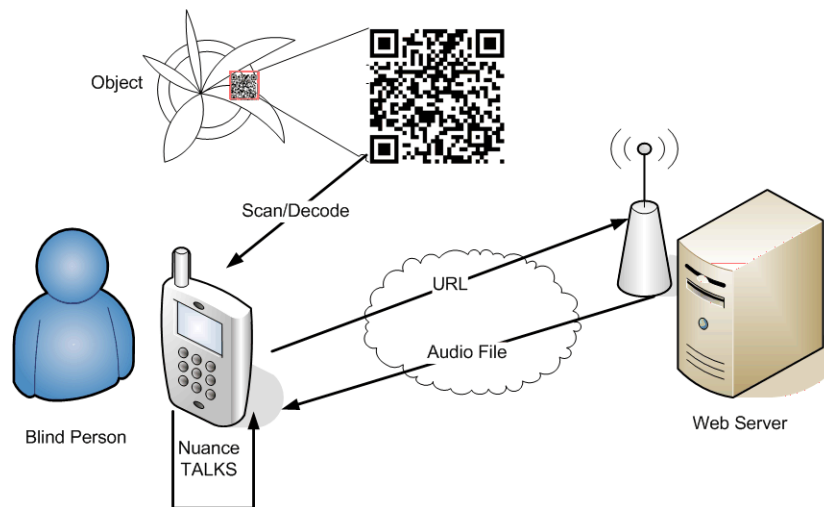 Object
Scan/Decode
URL
Audio File
Blind Person
Nuance
TALKS
Web Server